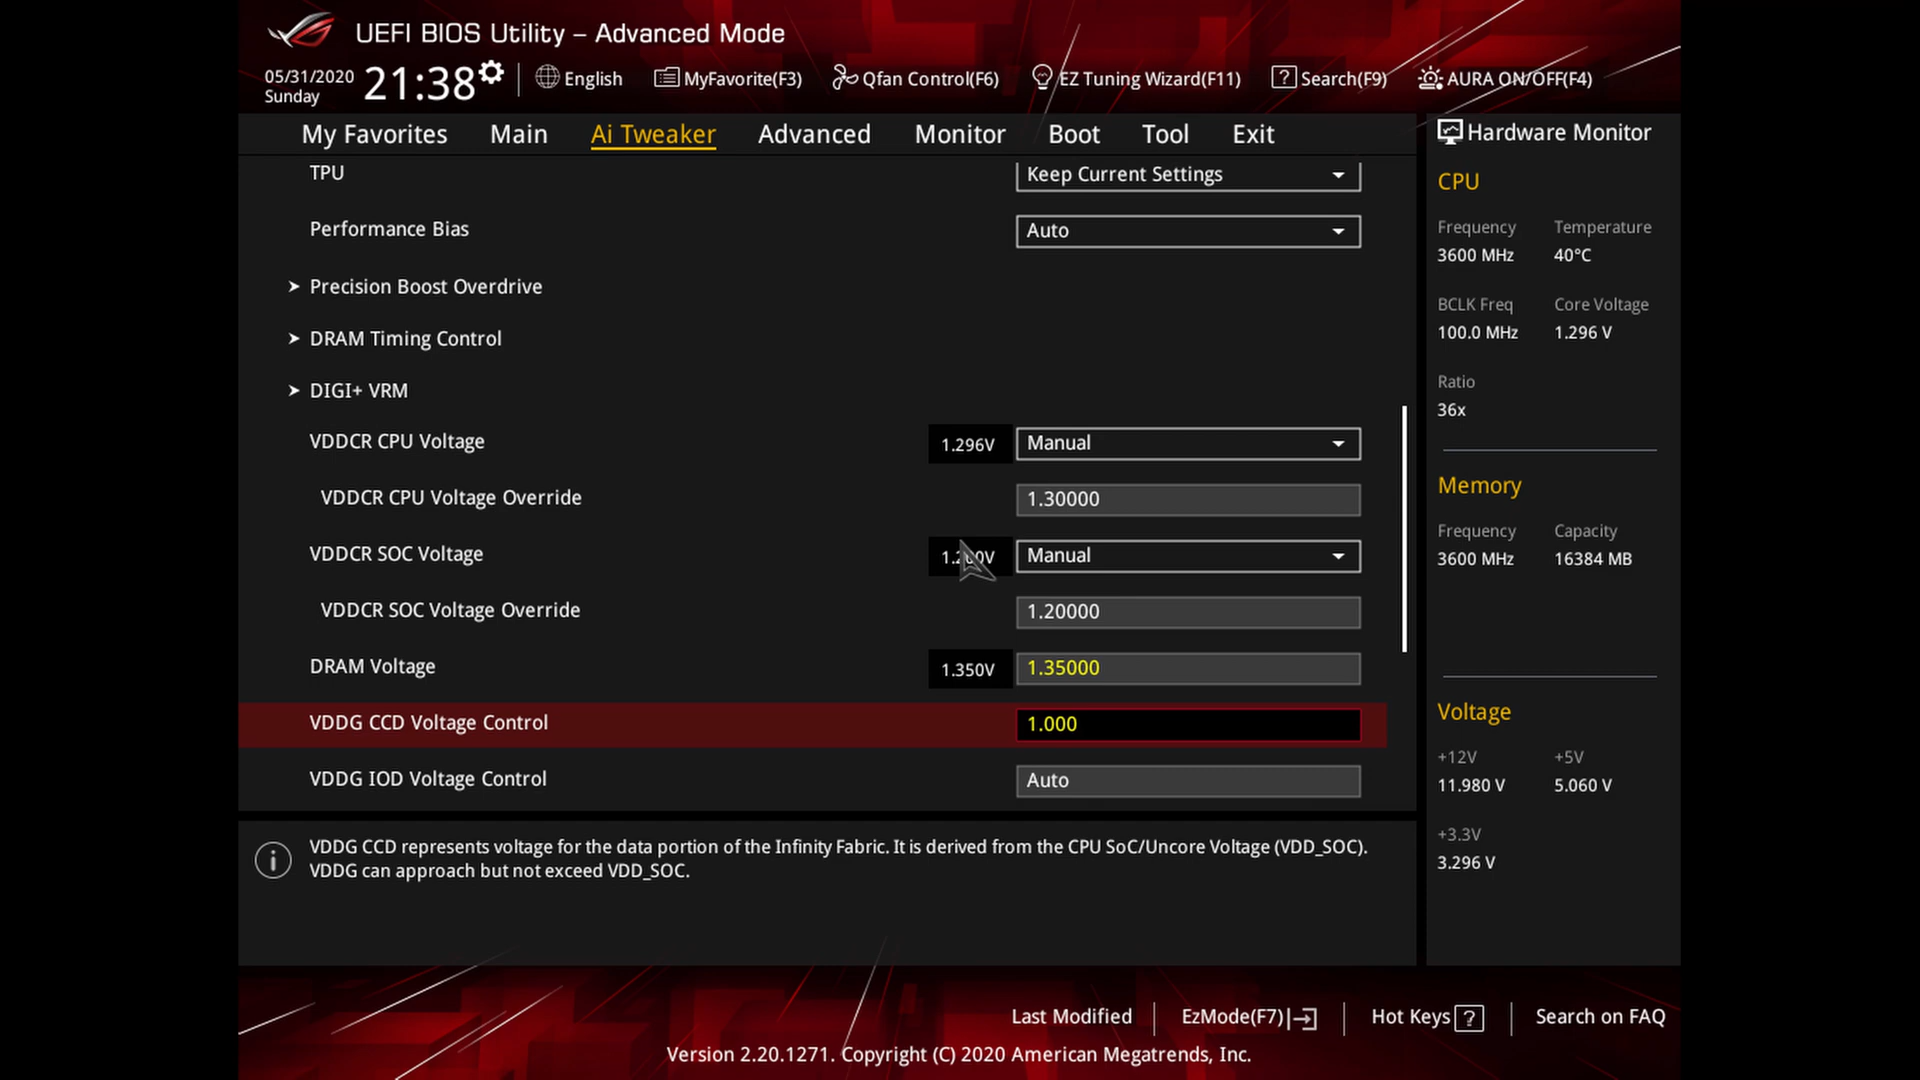 UEFI BIOS Utility – Advanced Mode
05/31/2020
Sunday
21:38
English
MyFavorite(F3)
Qfan Control(F6)
EZ Tuning Wizard(F11)
? Search(F9)
AURA ON/OFF(F4)
My Favorites Main Ai Tweaker Advanced Monitor Boot Tool Exit
Hardware Monitor
TPU Keep Current Settings
Performance Bias Auto
Precision Boost Overdrive
DRAM Timing Control
DIGI+ VRM
VDDCR CPU Voltage 1.296V Manual
VDDCR CPU Voltage Override 1.30000
VDDCR SOC Voltage Manual
VDDCR SOC Voltage Override 1.20000
DRAM Voltage 1.350V 1.35000
VDDG CCD Voltage Control 1.000
VDDG IOD Voltage Control Auto
CPU
Frequency Temperature
3600 MHz 40°C
BCLK Freq Core Voltage
100.0 MHz 1.296 V
Ratio
36x
Memory
Frequency Capacity
3600 MHz 16384 MB
Voltage
+12V +5V
11.980 V 5.060 V
+3.3V
3.296 V
i
VDDG CCD represents voltage for the data portion of the Infinity Fabric. It is derived from the CPU SoC/Uncore Voltage (VDD_SOC).
VDDG can approach but not exceed VDD_SOC.
Last Modified EzMode(F7) Hot Keys ? Search on FAQ
Version 2.20.1271. Copyright (C) 2020 American Megatrends, Inc.